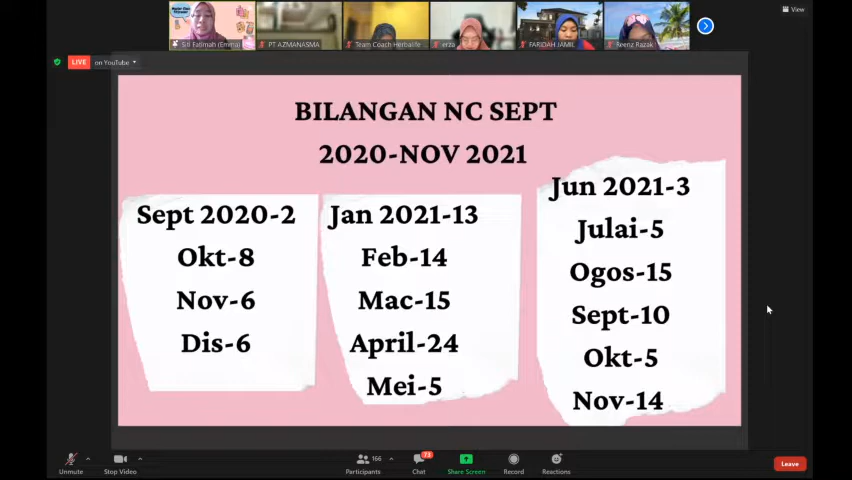 View
Siti Fatimah (Emma)
PT AZMANASMA
Team Coach Herbalife ...
erza
FARIDAH JAMIL
Reenz Razak
LIVE on YouTube
BILANGAN NC SEPT
2020-NOV 2021
Sept 2020-2
Okt-8
Nov-6
Dis-6
Jan 2021-13
Feb-14
Mac-15
April-24
Mei-5
Jun 2021-3
Julai-5
Ogos-15
Sept-10
Okt-5
Nov-14
Unmute
Stop Video
166
Participants
73
Chat
Share Screen
Record
Reactions
Leave